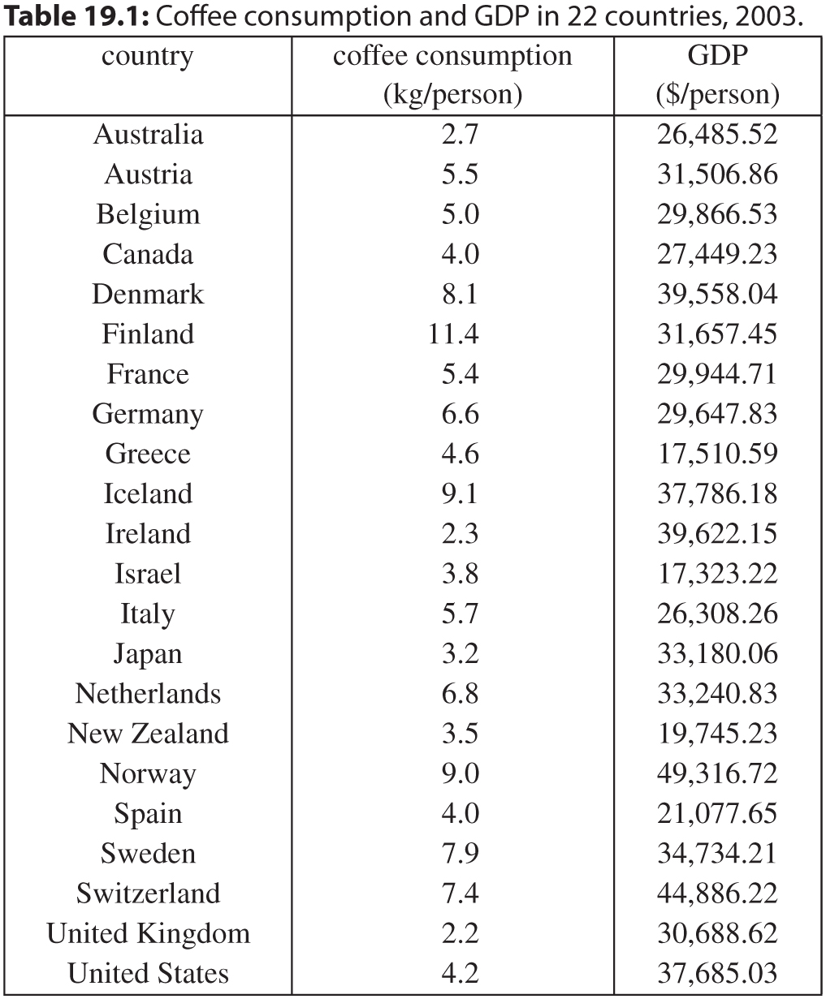 Table 19.1: Coffee consumption and GDP in 22 countries, 2003.
country coffee consumption GDP
(kg/person) ($/person)
Australia 2.7 26,485.52
Austria 5.5 31,506.86
Belgium 5.0 29,866.53
Canada 4.0 27,449.23
Denmark 8.1 39,558.04
Finland 11.4 31,657.45
France 5.4 29,944.71
Germany 6.6 29,647.83
Greece 4.6 17,510.59
Iceland 9.1 37,786.18
Ireland 2.3 39,622.15
Israel 3.8 17,323.22
Italy 5.7 26,308.26
Japan 3.2 33,180.06
Netherlands 6.8 33,240.83
New Zealand 3.5 19,745.23
Norway 9.0 49,316.72
Spain 4.0 21,077.65
Sweden 7.9 34,734.21
Switzerland 7.4 44,886.22
United Kingdom 2.2 30,688.62
United States 4.2 37,685.03